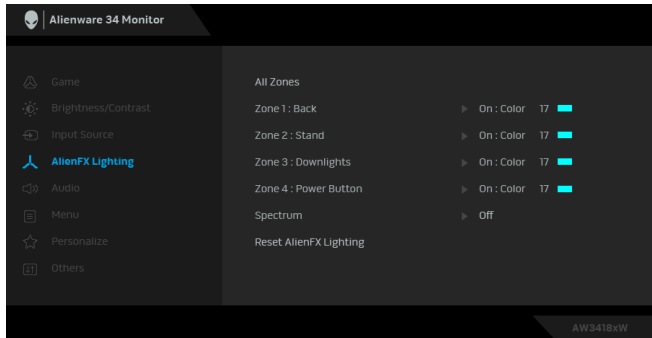 Alienware 34 Monitor
Game
All Zones
Brightness/Contrast
Zone 1 : Back
On : Color 17
Input Source
Zone 2 : Stand
On : Color 17
AlienFX Lighting
Zone 3 : Downlights
On : Color 17
Audio
Zone 4 : Power Button
On : Color 17
Menu
Spectrum
Off
Personalize
Reset AlienFX Lighting
Others
AW3418xW